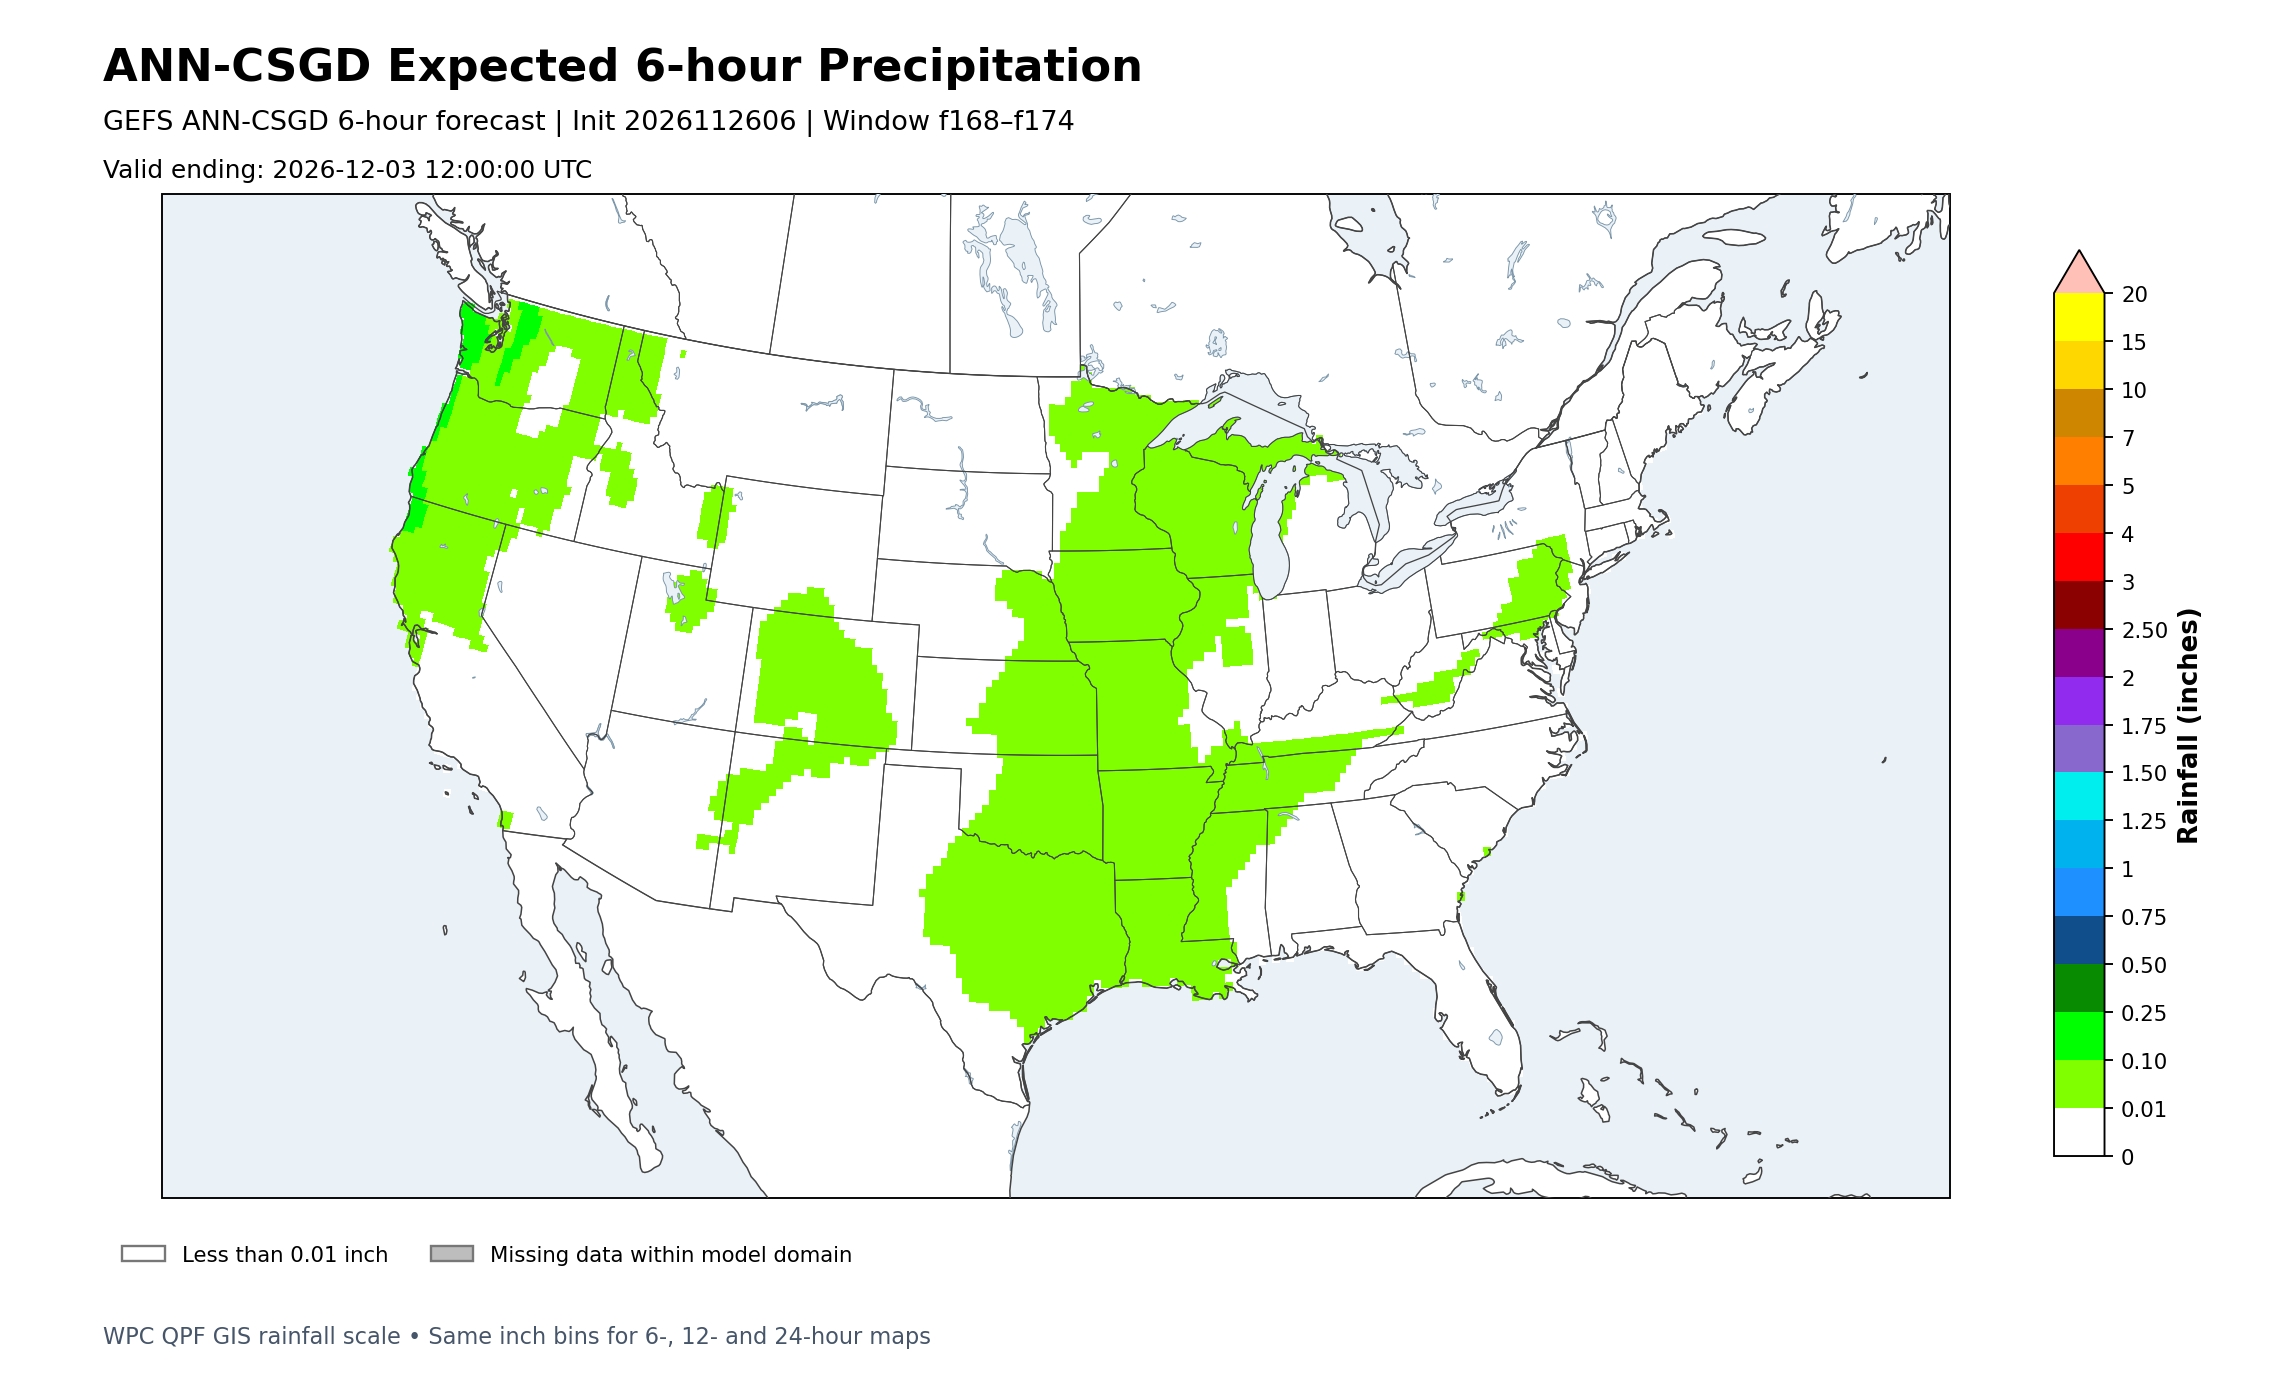 ANN-CSGD Expected 6-hour Precipitation
GEFS ANN-CSGD 6-hour forecast | Init 2026112606 | Window f168–f174
Valid ending: 2026-12-03 12:00:00 UTC
20
15
10
7
5
4
3
2.50
2
1.75
1.50
1.25
1
0.75
0.50
0.25
0.10
0.01
0
Rainfall (inches)
Less than 0.01 inch
Missing data within model domain
WPC QPF GIS rainfall scale • Same inch bins for 6-, 12- and 24-hour maps